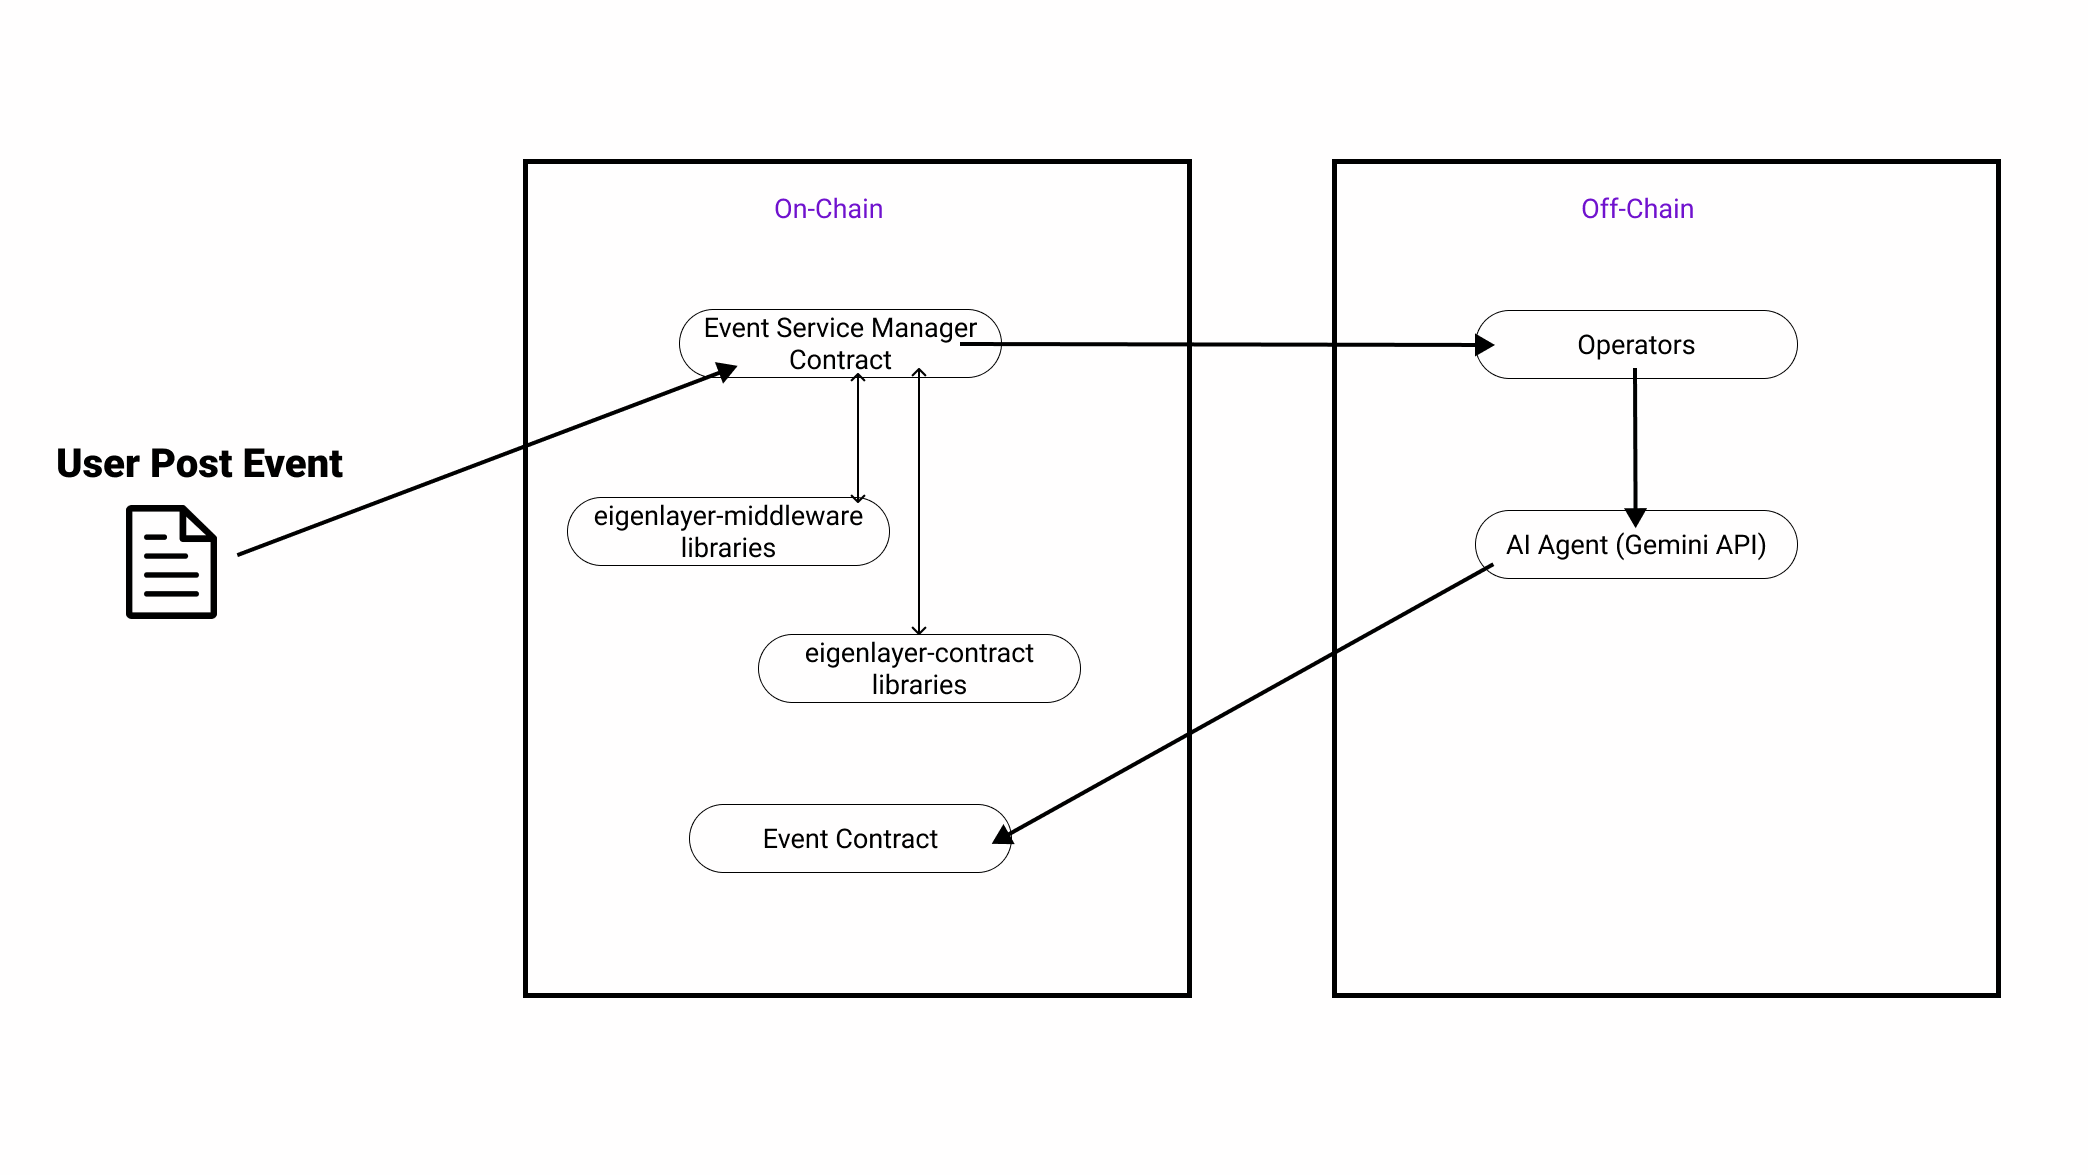 On-Chain
Off-Chain
Event Service Manager
Contract
Operators
User Post Event
eigenlayer-middleware
libraries
AI Agent (Gemini API)
eigenlayer-contract
libraries
Event Contract